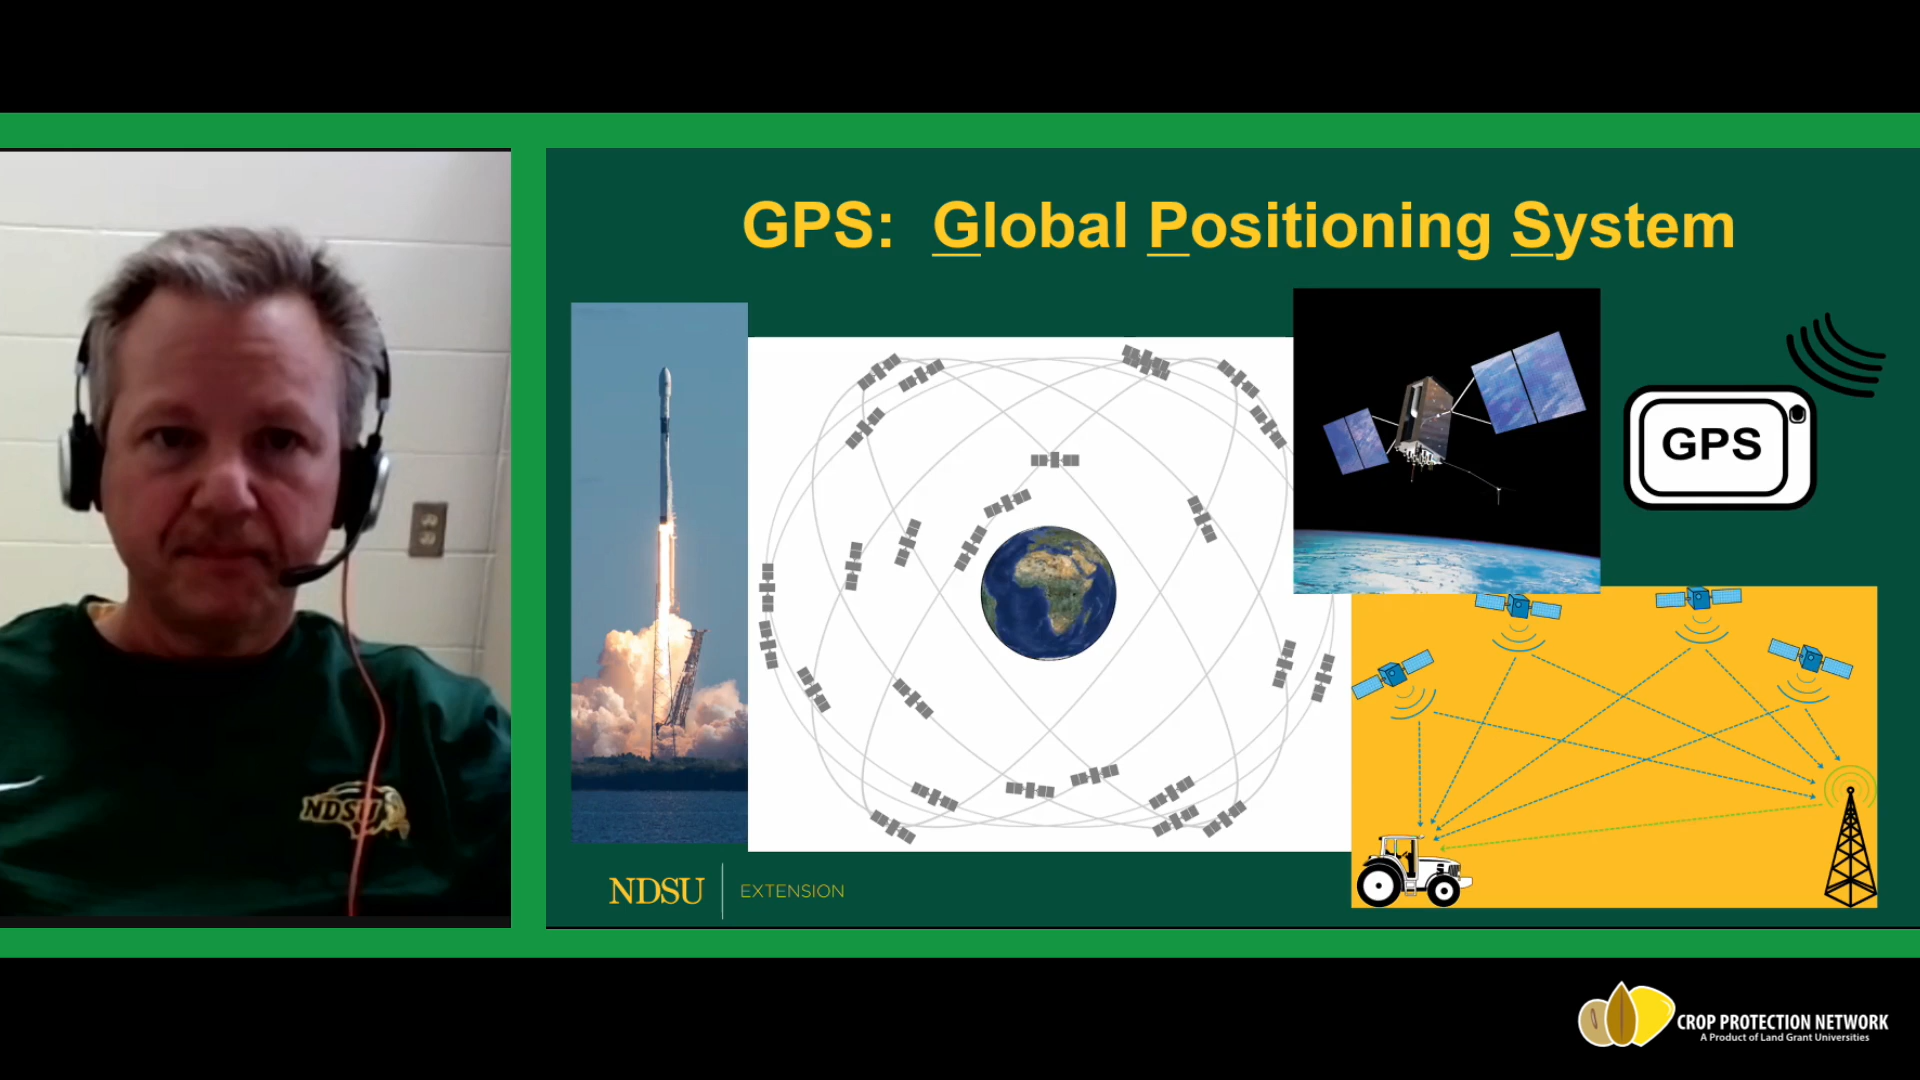 GPS: Global Positioning System
GPS
NDSU
NDSU
EXTENSION
CROP PROTECTION NETWORK
A Product of Land Grant Universities